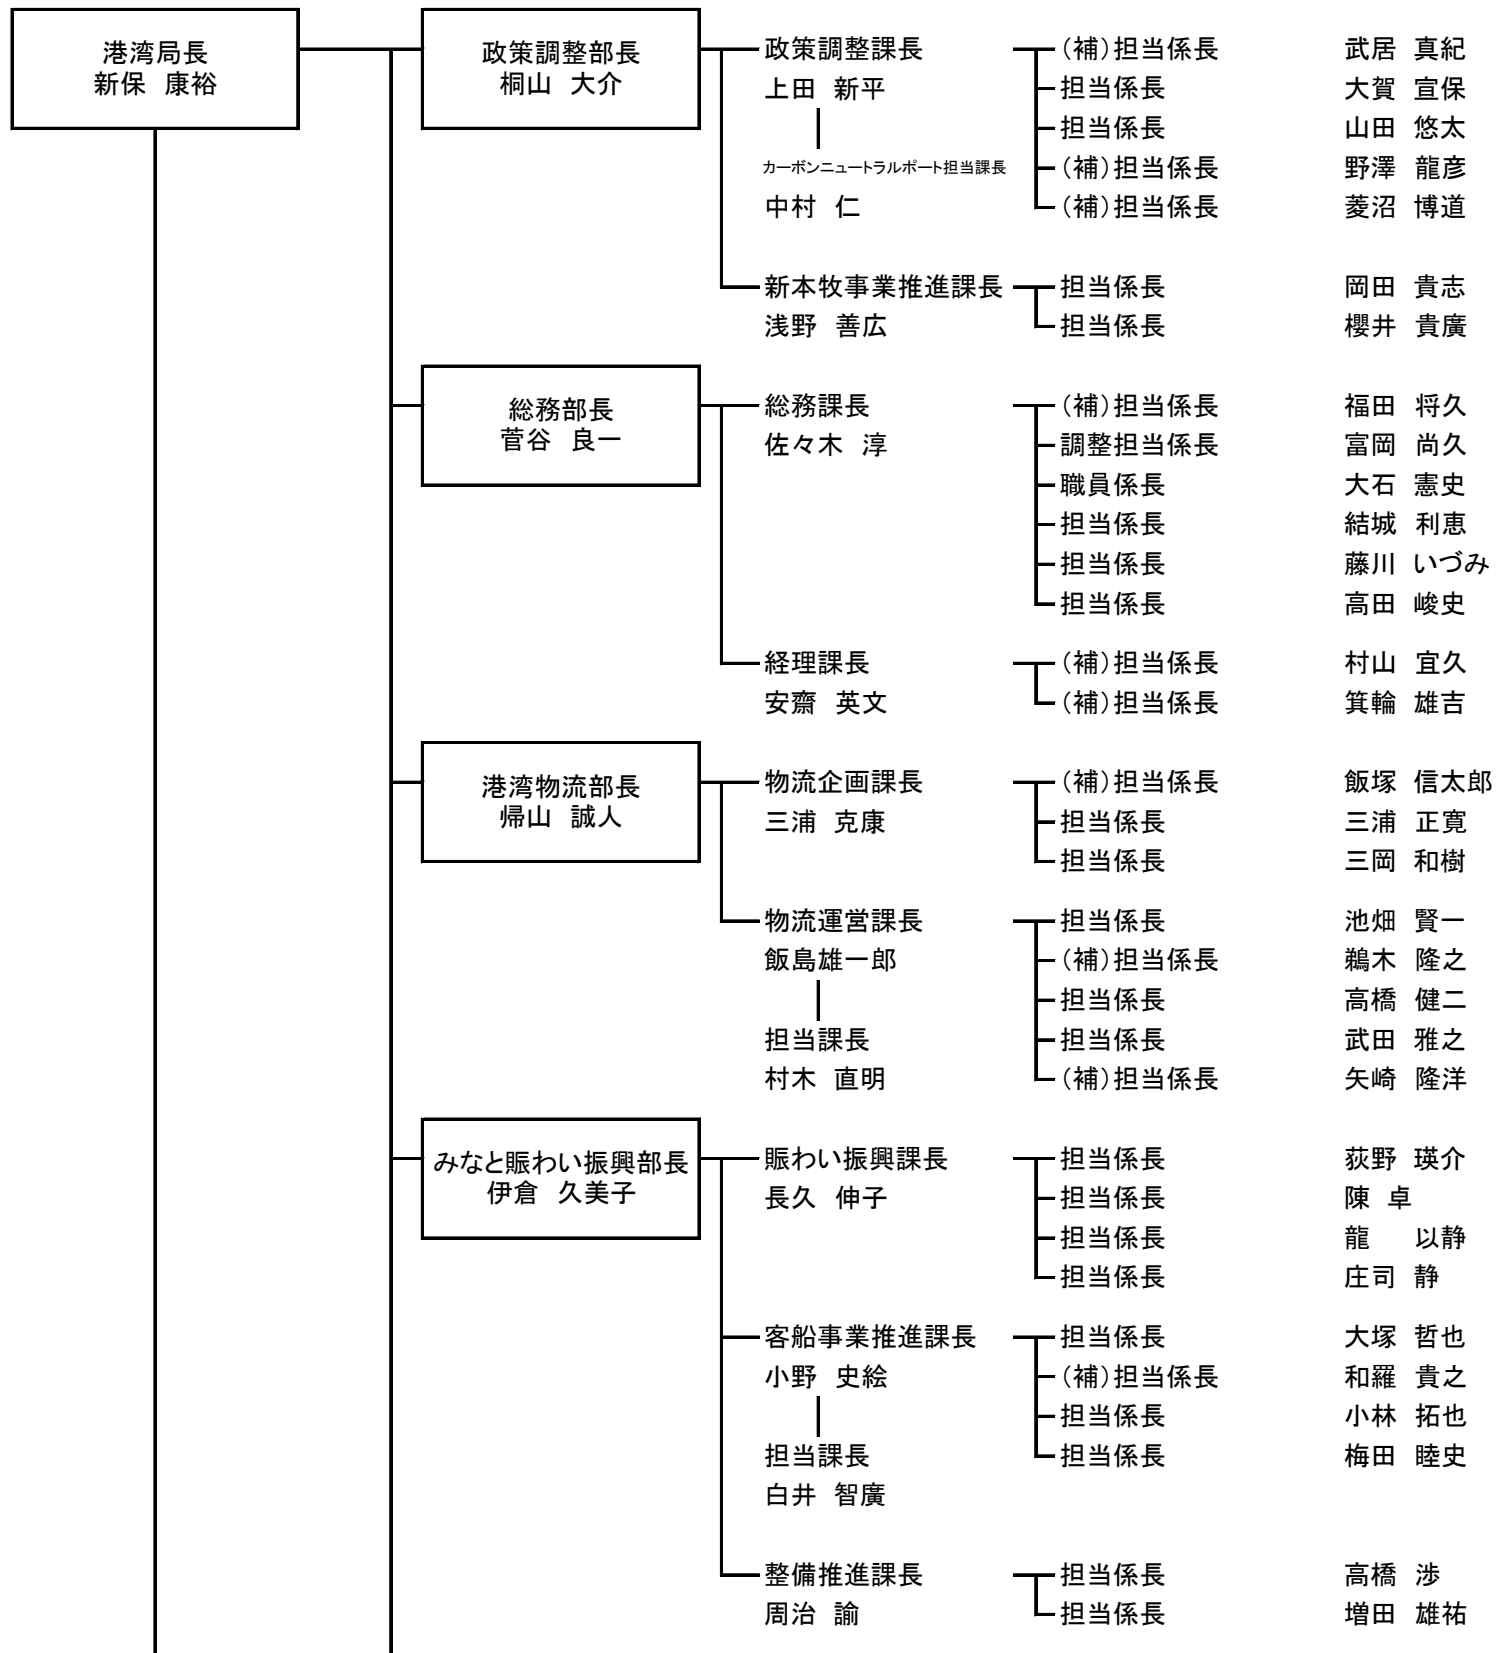 港湾局長
新保 康裕
政策調整部長
桐山 大介
政策調整課長 (補)担当係長 武居 真紀
上田 新平 担当係長 大賀 宣保
担当係長 山田 悠太
カーボンニュートラルポート担当課長 (補)担当係長 野澤 龍彦
中村 仁 (補)担当係長 菱沼 博道
新本牧事業推進課長 担当係長 岡田 貴志
浅野 善広 担当係長 櫻井 貴廣
総務部長
菅谷 良一
総務課長 (補)担当係長 福田 将久
佐々木 淳 調整担当係長 富岡 尚久
職員係長 大石 憲史
担当係長 結城 利恵
担当係長 藤川 いづみ
担当係長 高田 峻史
経理課長 (補)担当係長 村山 宜久
安齋 英文 (補)担当係長 箕輪 雄吉
港湾物流部長
帰山 誠人
物流企画課長 (補)担当係長 飯塚 信太郎
三浦 克康 担当係長 三浦 正寛
担当係長 三岡 和樹
物流運営課長 担当係長 池畑 賢一
飯島雄一郎 (補)担当係長 鵜木 隆之
担当係長 高橋 健二
担当課長 担当係長 武田 雅之
村木 直明 (補)担当係長 矢崎 隆洋
みなと賑わい振興部長
伊倉 久美子
賑わい振興課長 担当係長 荻野 瑛介
長久 伸子 担当係長 陳 卓
担当係長 龍 以静
担当係長 庄司 静
客船事業推進課長 担当係長 大塚 哲也
小野 史絵 (補)担当係長 和羅 貴之
担当係長 小林 拓也
担当課長 担当係長 梅田 睦史
白井 智廣
整備推進課長 担当係長 高橋 渉
周治 諭 担当係長 増田 雄祐